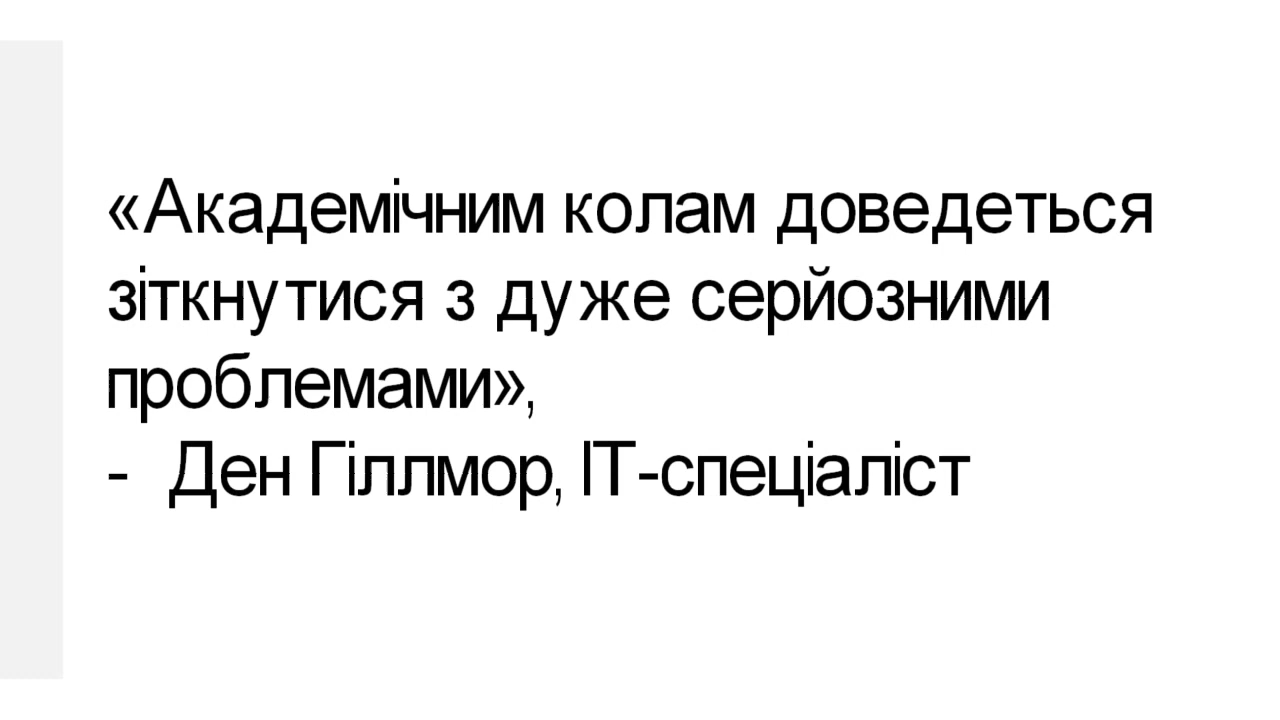 «Академічним колам доведеться
зіткнутися з дуже серйозними
проблемами»,
- Ден Гіллмор, ІТ-спеціаліст